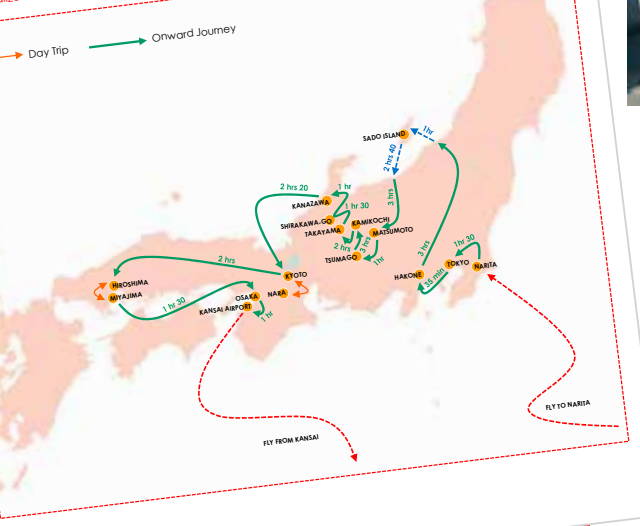 Onward Journey
Day Trip
SADO ISLAND
1hr
2 hrs 40
2 hrs 20
1 hr
KANAZAWA
3 hrs
1 hr 30
SHIRAKAWA-GO
KAMIKOCHI
TAKAYAMA
MATSUMOTO
2 hrs
3 hrs
TSUMAGO
1hr
1hr 30
3 hrs
TOKYO
NARITA
HAKONE
35 min
2 hrs
KYOTO
HIROSHIMA
MIYAJIMA
1 hr 30
OSAKA
NARA
KANSAI AIRPORT
1 hr
FLY TO NARITA
FLY FROM KANSAI